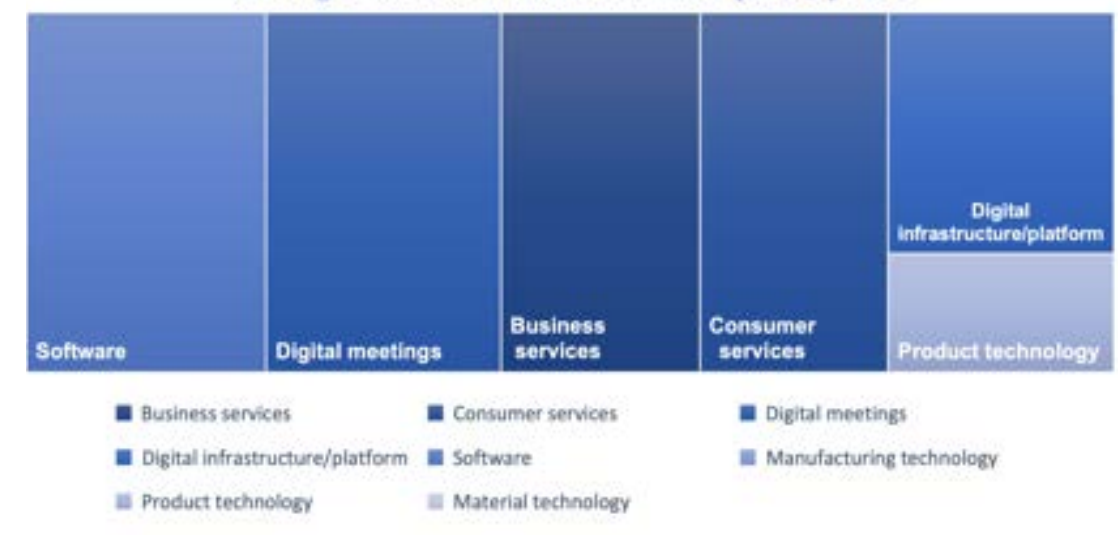 Digital
infrastructure/platform
Business
services
Consumer
services
Software
Digital meetings
Product technology
Business services
Consumer services
Digital meetings
Digital infrastructure/platform
Software
Manufacturing technology
Product technology
Material technology